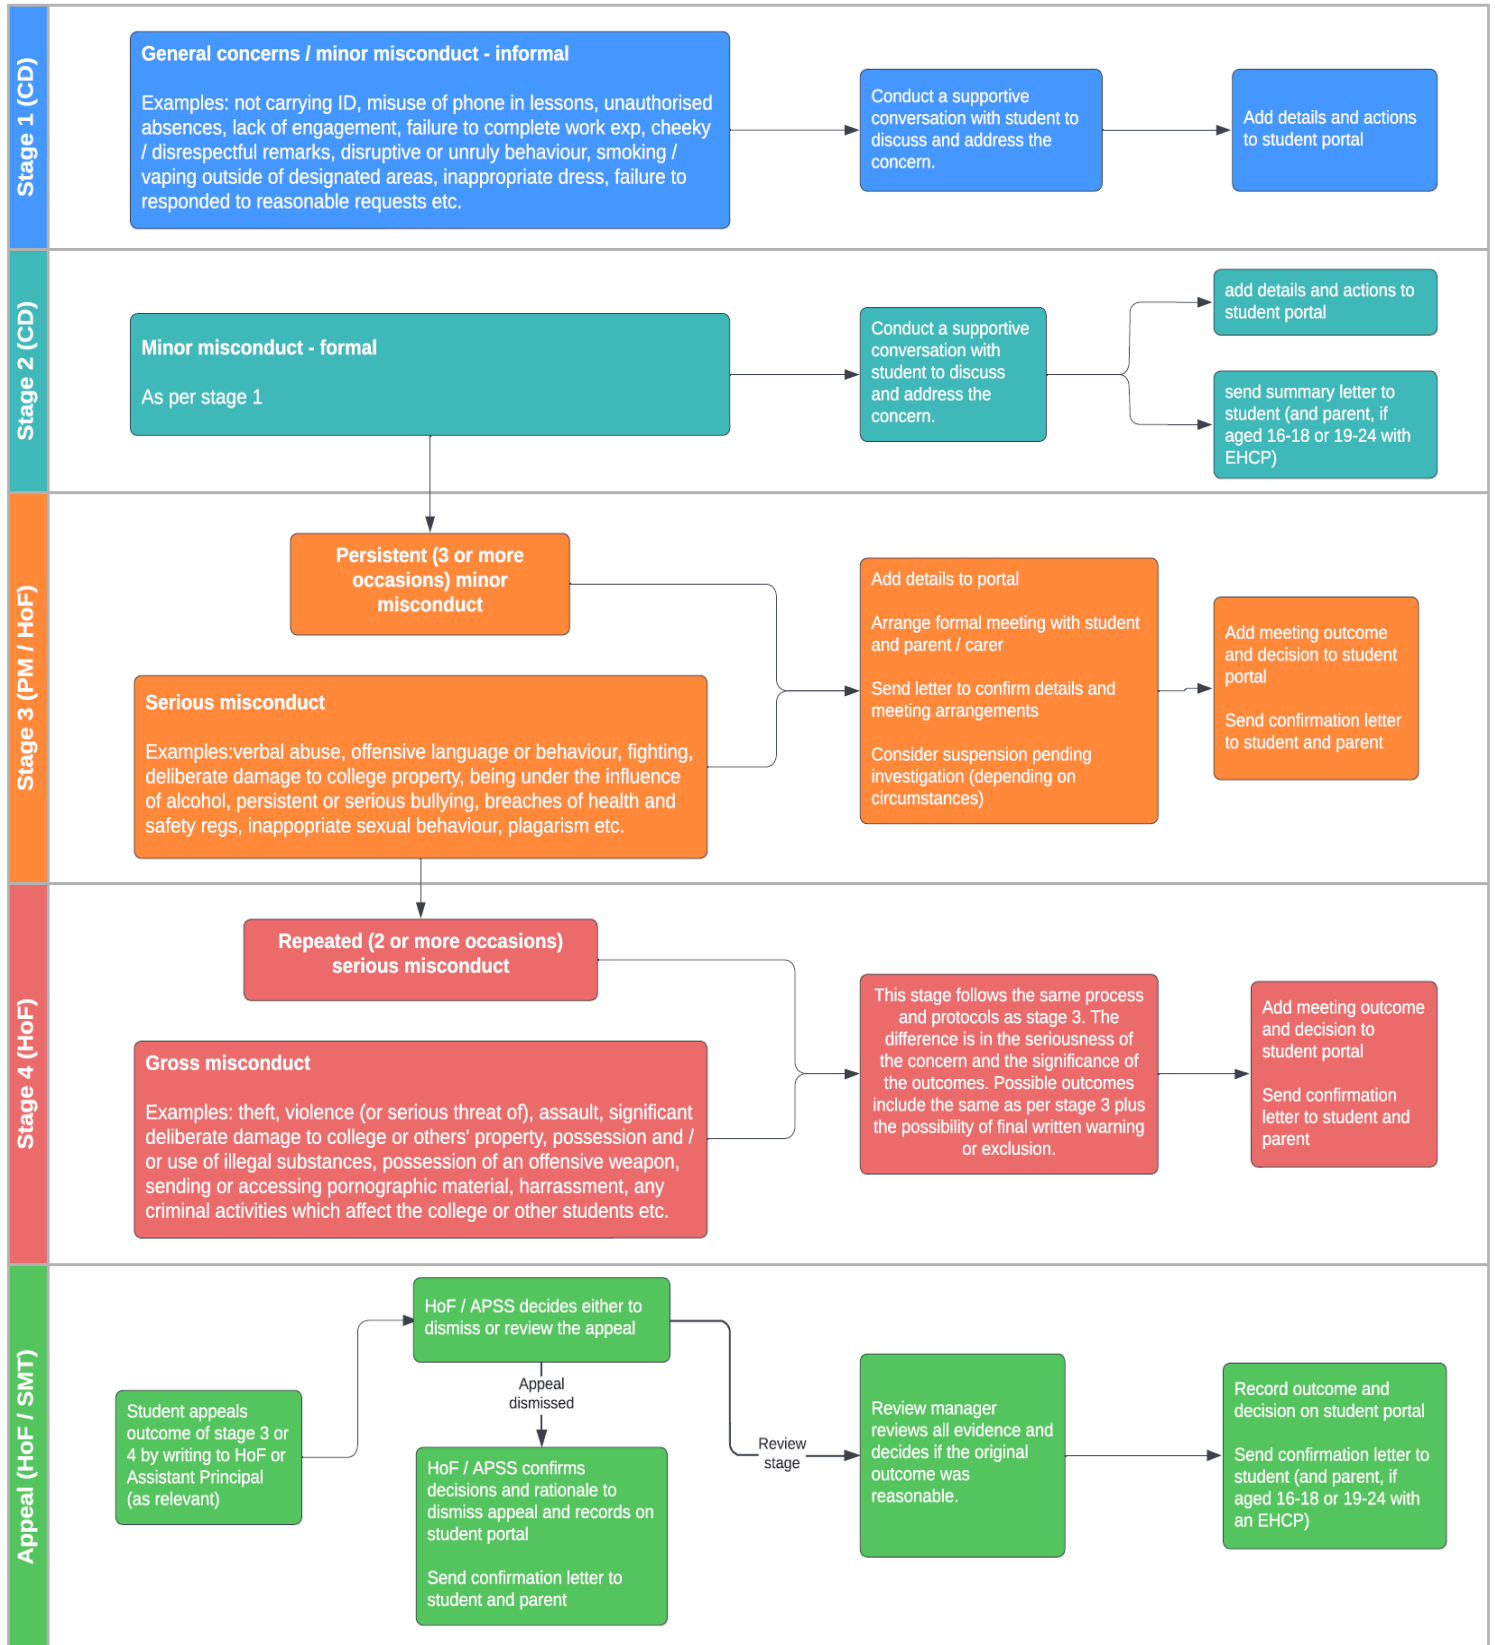 Stage 1 (CD)
General concerns / minor misconduct - informal
Examples: not carrying ID, misuse of phone in lessons, unauthorised
absences, lack of engagement, failure to complete work exp, cheeky
/ disrespectful remarks, disruptive or unruly behaviour, smoking /
vaping outside of designated areas, inappropriate dress, failure to
responded to reasonable requests etc.
Conduct a supportive
conversation with student to
discuss and address the
concern.
Add details and actions
to student portal
Stage 2 (CD)
Minor misconduct - formal
As per stage 1
Conduct a supportive
conversation with
student to discuss
and address the
concern.
add details and actions to
student portal
send summary letter to
student (and parent, if
aged 16-18 or 19-24 with
EHCP)
Stage 3 (PM / HoF)
Persistent (3 or more
occasions) minor
misconduct
Serious misconduct
Examples:verbal abuse, offensive language or behaviour, fighting,
deliberate damage to college property, being under the influence
of alcohol, persistent or serious bullying, breaches of health and
safety regs, inappopriate sexual behaviour, plagarism etc.
Add details to portal
Arrange formal meeting with student
and parent / carer
Send letter to confirm details and
meeting arrangements
Consider suspension pending
investigation (depending on
circumstances)
Add meeting outcome
and decision to student
portal
Send confirmation letter
to student and parent
Stage 4 (HoF)
Repeated (2 or more occasions)
serious misconduct
Gross misconduct
Examples: theft, violence (or serious threat of), assault, significant
deliberate damage to college or others' property, possession and /
or use of illegal substances, possession of an offensive weapon,
sending or accessing pornographic material, harrassment, any
criminal activities which affect the college or other students etc.
This stage follows the same process
and protocols as stage 3. The
difference is in the seriousness of
the concern and the significance of
the outcomes. Possible outcomes
include the same as per stage 3 plus
the possibility of final written warning
or exclusion.
Add meeting outcome
and decision to
student portal
Send confirmation
letter to student and
parent
Appeal (HoF / SMT)
Student appeals
outcome of stage 3 or
4 by writing to HoF or
Assistant Principal
(as relevant)
HoF / APSS decides either to
dismiss or review the appeal
Appeal
dismissed
HoF / APSS confirms
decisions and rationale to
dismiss appeal and records on
student portal
Send confirmation letter to
student and parent
Review
stage
Review manager
reviews all evidence and
decides if the original
outcome was
reasonable.
Record outcome and
decision on student portal
Send confirmation letter to
student (and parent, if
aged 16-18 or 19-24 with
an EHCP)